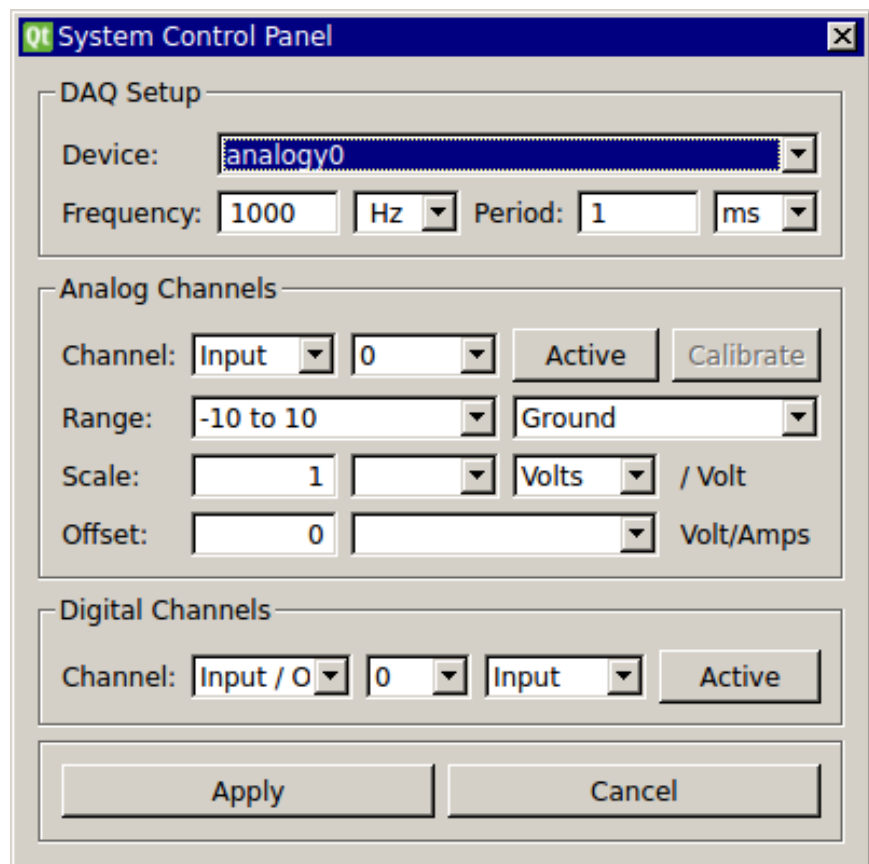 Qt System Control Panel
DAQ Setup
Device: analogy0
Frequency: 1000 Hz Period: 1 ms
Analog Channels
Channel: Input 0 Active Calibrate
Range: -10 to 10 Ground
Scale: 1 Volts / Volt
Offset: 0 Volt/Amps
Digital Channels
Channel: Input / O 0 Input Active
Apply Cancel